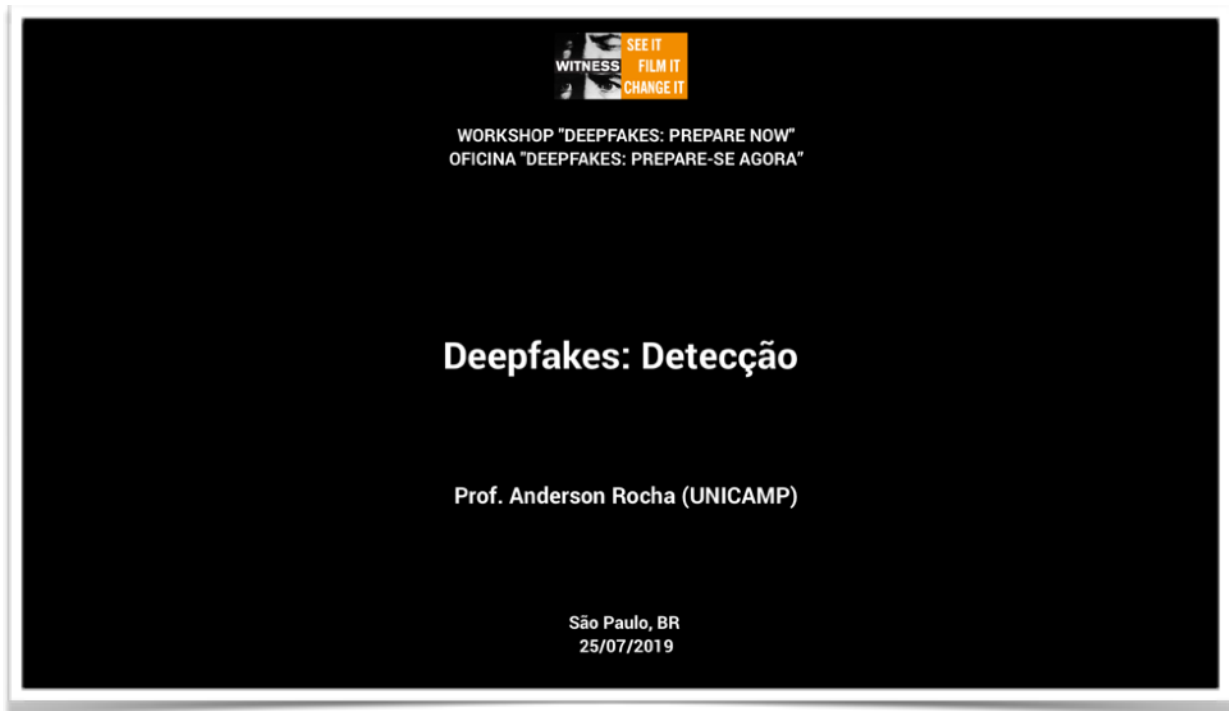 WITNESS
SEE IT
FILM IT
CHANGE IT
WORKSHOP "DEEPFAKES: PREPARE NOW"
OFICINA "DEEPFAKES: PREPARE-SE AGORA"
Deepfakes: Detecção
Prof. Anderson Rocha (UNICAMP)
São Paulo, BR
25/07/2019